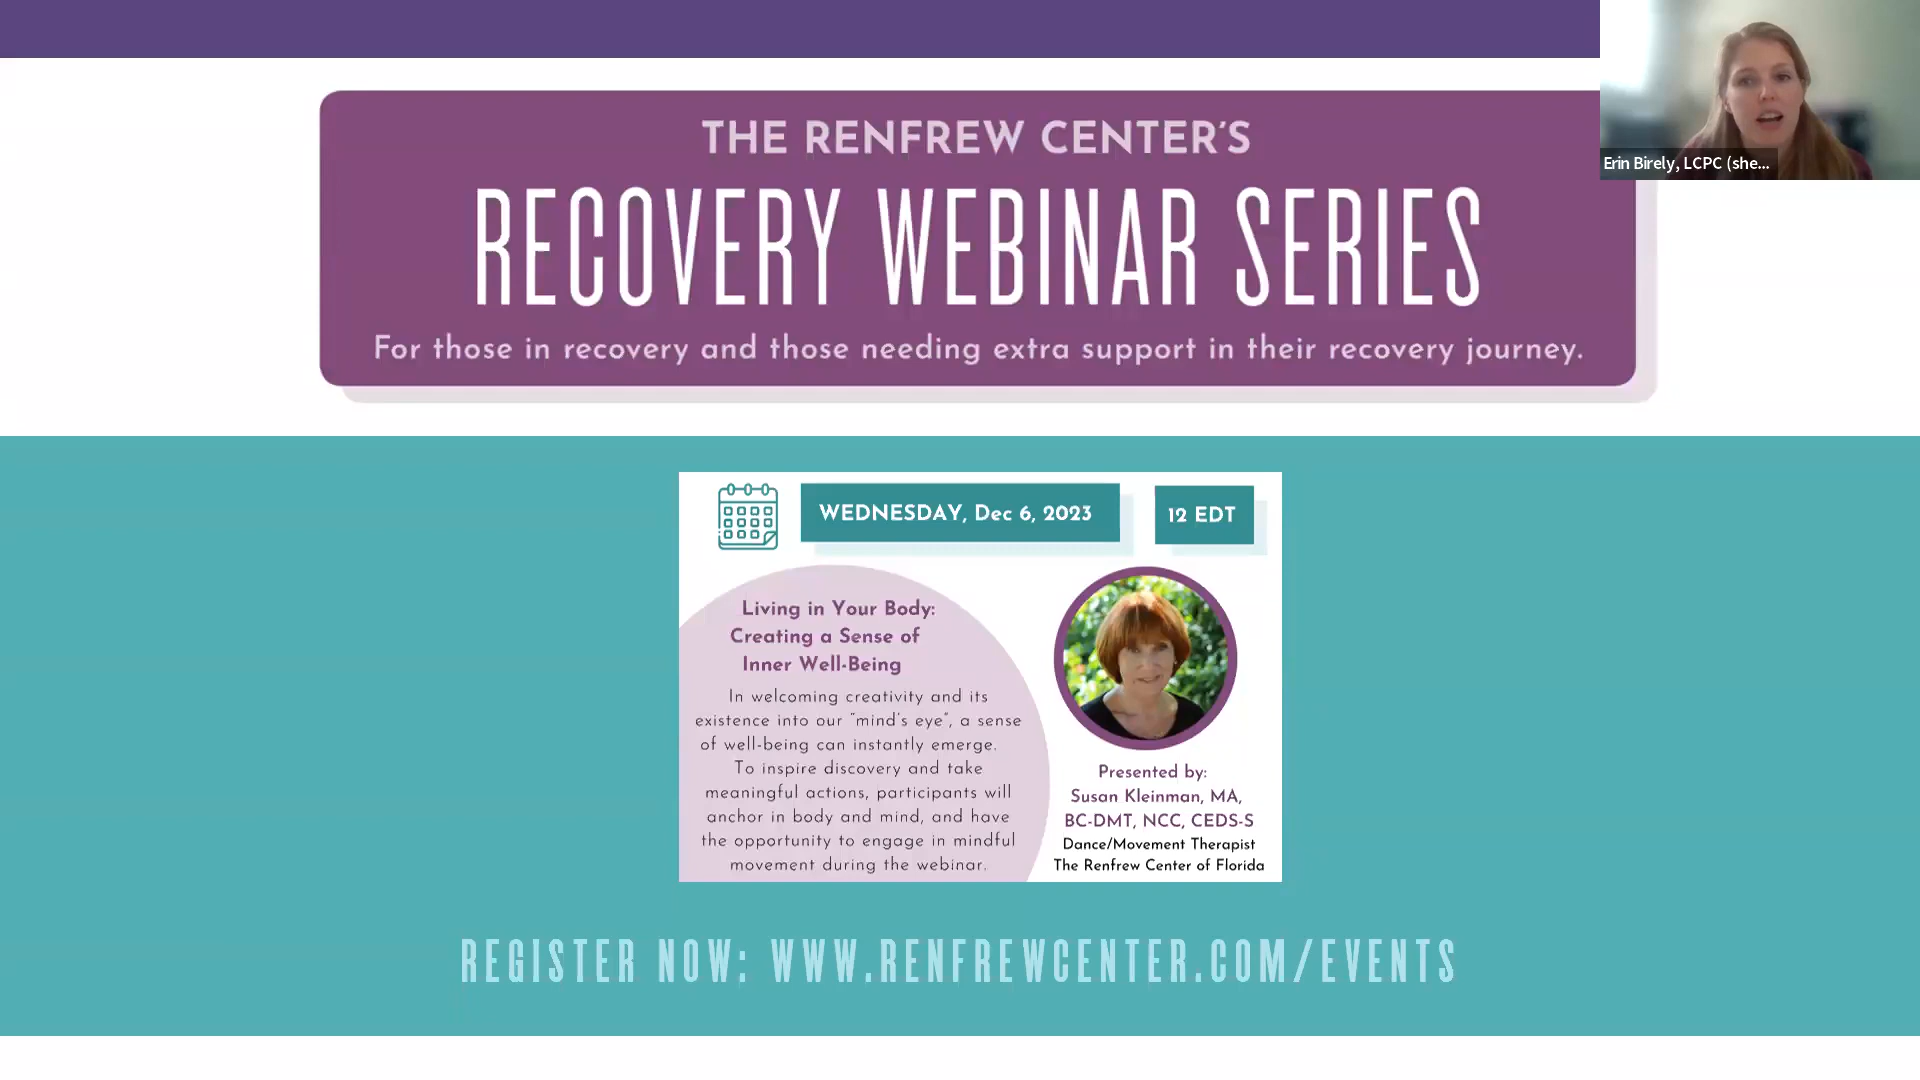 THE RENFREW CENTER'S
RECOVERY WEBINAR SERIES
For those in recovery and those needing extra support in their recovery journey.
Erin Birely, LCPC (she...
WEDNESDAY, Dec 6, 2023
12 EDT
Living in Your Body:
Creating a Sense of
Inner Well-Being
In welcoming creativity and its
existence into our "mind's eye", a sense
of well-being can instantly emerge.
To inspire discovery and take
meaningful actions, participants will
anchor in body and mind, and have
the opportunity to engage in mindful
movement during the webinar.
Presented by:
Susan Kleinman, MA,
BC-DMT, NCC, CEDS-S
Dance/Movement Therapist
The Renfrew Center of Florida
REGISTER NOW: WWW.RENFREWCENTER.COM/EVENTS